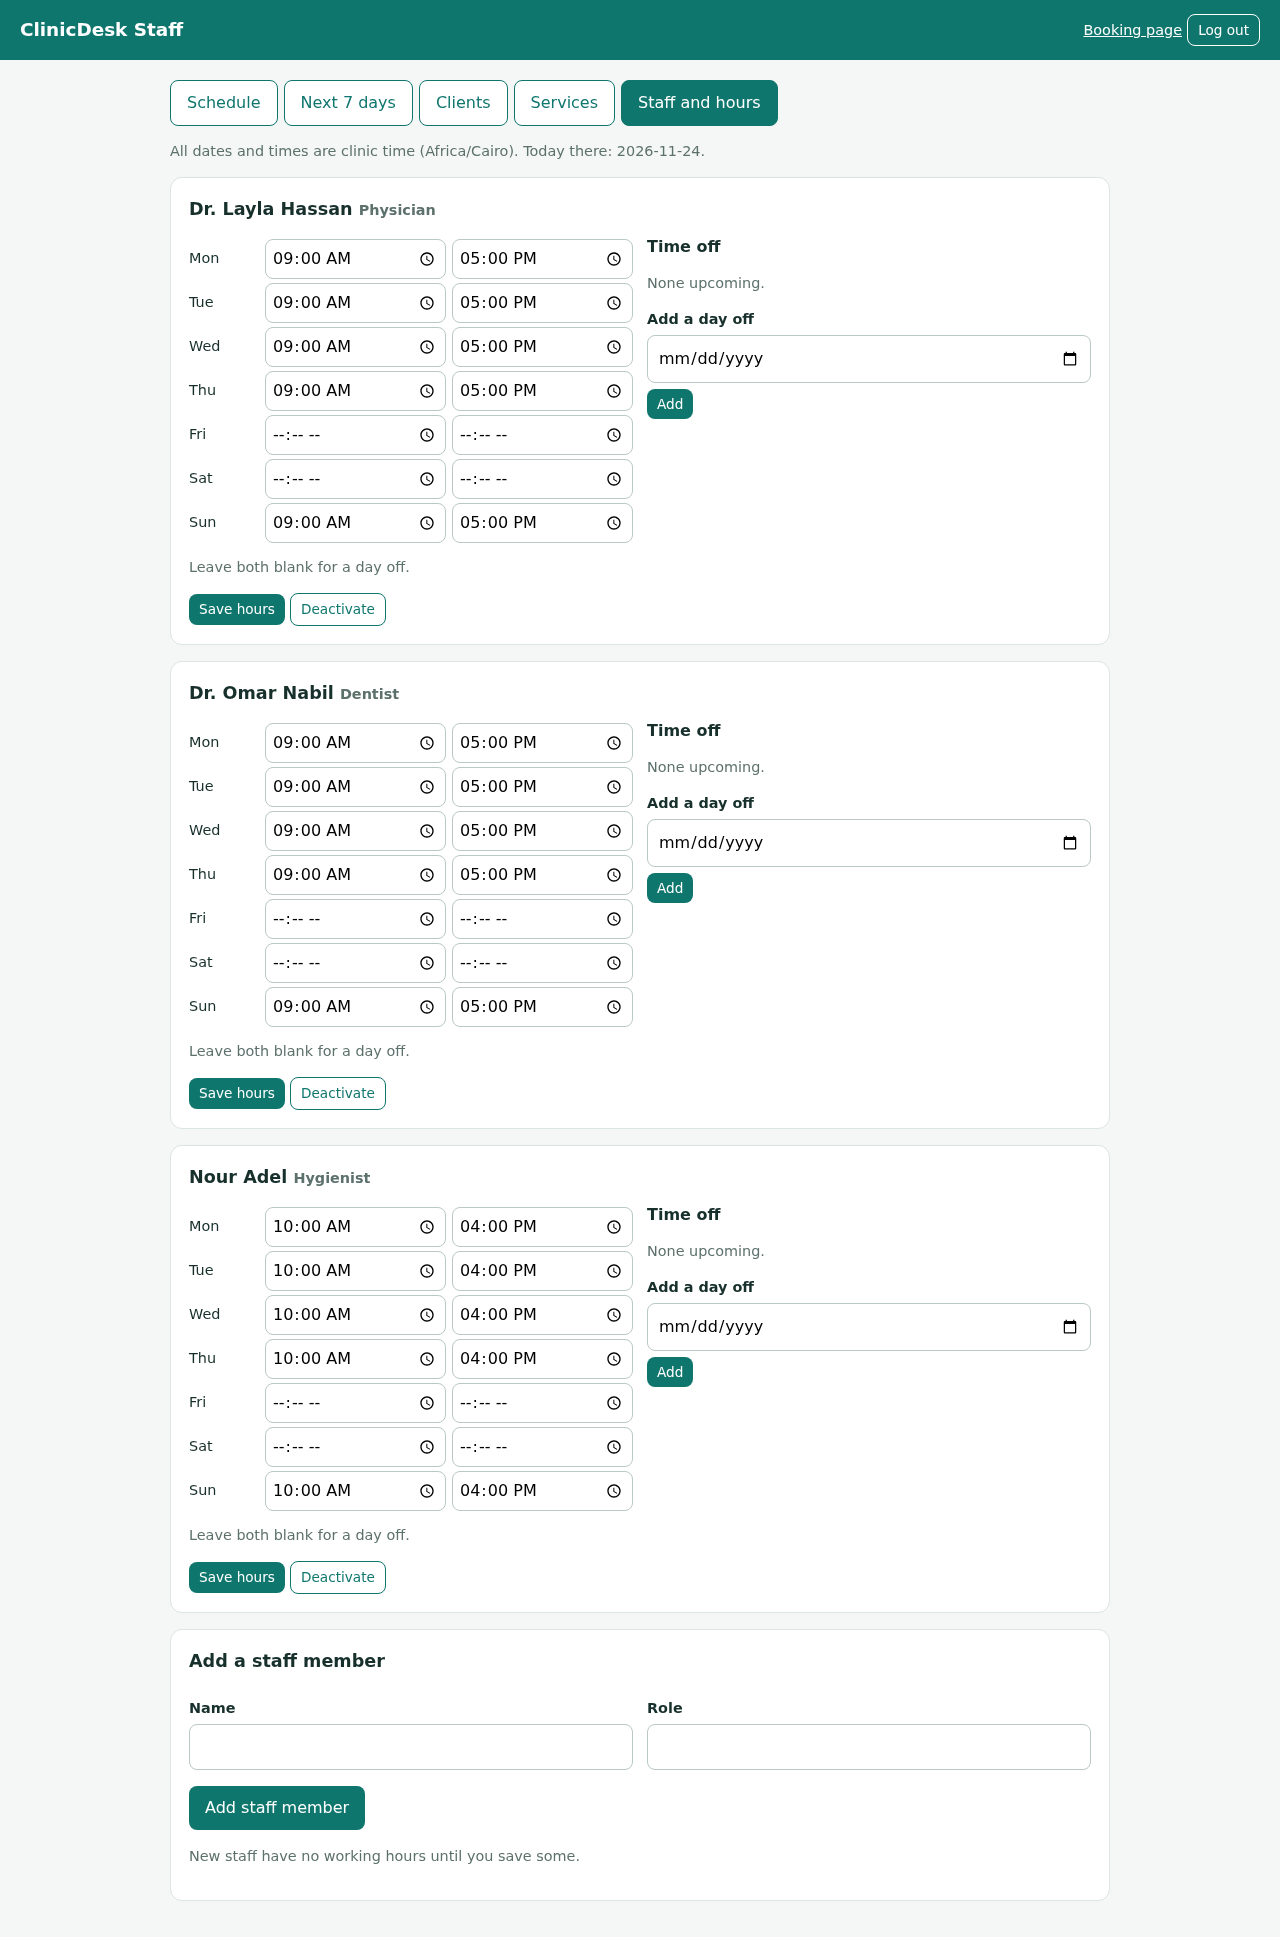 ClinicDesk Staff
Booking page Log out
Schedule Next 7 days Clients Services Staff and hours
All dates and times are clinic time (Africa/Cairo). Today there: 2026-11-24.
Dr. Layla Hassan Physician
Mon 09:00 AM 05:00 PM
Tue 09:00 AM 05:00 PM
Wed 09:00 AM 05:00 PM
Thu 09:00 AM 05:00 PM
Fri --:-- -- --:-- --
Sat --:-- -- --:-- --
Sun 09:00 AM 05:00 PM
Leave both blank for a day off.
Save hours Deactivate
Time off
None upcoming.
Add a day off
mm/dd/yyyy
Add
Dr. Omar Nabil Dentist
Mon 09:00 AM 05:00 PM
Tue 09:00 AM 05:00 PM
Wed 09:00 AM 05:00 PM
Thu 09:00 AM 05:00 PM
Fri --:-- -- --:-- --
Sat --:-- -- --:-- --
Sun 09:00 AM 05:00 PM
Leave both blank for a day off.
Save hours Deactivate
Time off
None upcoming.
Add a day off
mm/dd/yyyy
Add
Nour Adel Hygienist
Mon 10:00 AM 04:00 PM
Tue 10:00 AM 04:00 PM
Wed 10:00 AM 04:00 PM
Thu 10:00 AM 04:00 PM
Fri --:-- -- --:-- --
Sat --:-- -- --:-- --
Sun 10:00 AM 04:00 PM
Leave both blank for a day off.
Save hours Deactivate
Time off
None upcoming.
Add a day off
mm/dd/yyyy
Add
Add a staff member
Name Role
Add staff member
New staff have no working hours until you save some.